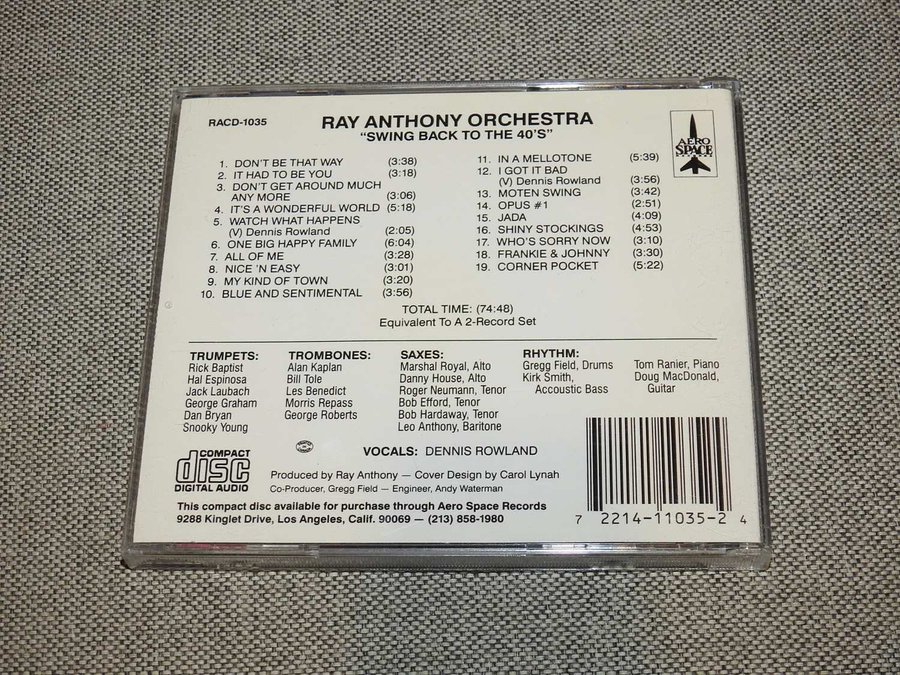 RACD-1035
RAY ANTHONY ORCHESTRA
"SWING BACK TO THE 40'S"
AERO
SPACE
1. DON'T BE THAT WAY (3:38)
2. IT HAD TO BE YOU (3:18)
3. DON'T GET AROUND MUCH
ANY MORE (3:06)
4. IT'S A WONDERFUL WORLD (5:18)
5. WATCH WHAT HAPPENS
(V) Dennis Rowland (2:05)
6. ONE BIG HAPPY FAMILY (6:04)
7. ALL OF ME (3:28)
8. NICE 'N EASY (3:01)
9. MY KIND OF TOWN (3:20)
10. BLUE AND SENTIMENTAL (3:56)
11. IN A MELLOTONE (5:39)
12. I GOT IT BAD
(V) Dennis Rowland (3:56)
13. MOTEN SWING (3:42)
14. OPUS #1 (2:51)
15. JADA (4:09)
16. SHINY STOCKINGS (4:53)
17. WHO'S SORRY NOW (3:10)
18. FRANKIE & JOHNNY (3:30)
19. CORNER POCKET (5:22)
TOTAL TIME: (74:48)
Equivalent To A 2-Record Set
TRUMPETS:
Rick Baptist
Hal Espinosa
Jack Laubach
George Graham
Dan Bryan
Snooky Young
TROMBONES:
Alan Kaplan
Bill Tole
Les Benedict
Morris Repass
George Roberts
SAXES:
Marshal Royal, Alto
Danny House, Alto
Roger Neumann, Tenor
Bob Efford, Tenor
Bob Hardaway, Tenor
Leo Anthony, Baritone
RHYTHM:
Gregg Field, Drums
Kirk Smith,
Accoustic Bass
Tom Ranier, Piano
Doug MacDonald,
Guitar
VOCALS: DENNIS ROWLAND
COMPACT
disc
DIGITAL AUDIO
Produced by Ray Anthony — Cover Design by Carol Lynah
Co-Producer, Gregg Field — Engineer, Andy Waterman
This compact disc available for purchase through Aero Space Records
9288 Kinglet Drive, Los Angeles, Calif. 90069 — (213) 858-1980
7 2214-11035-2 4